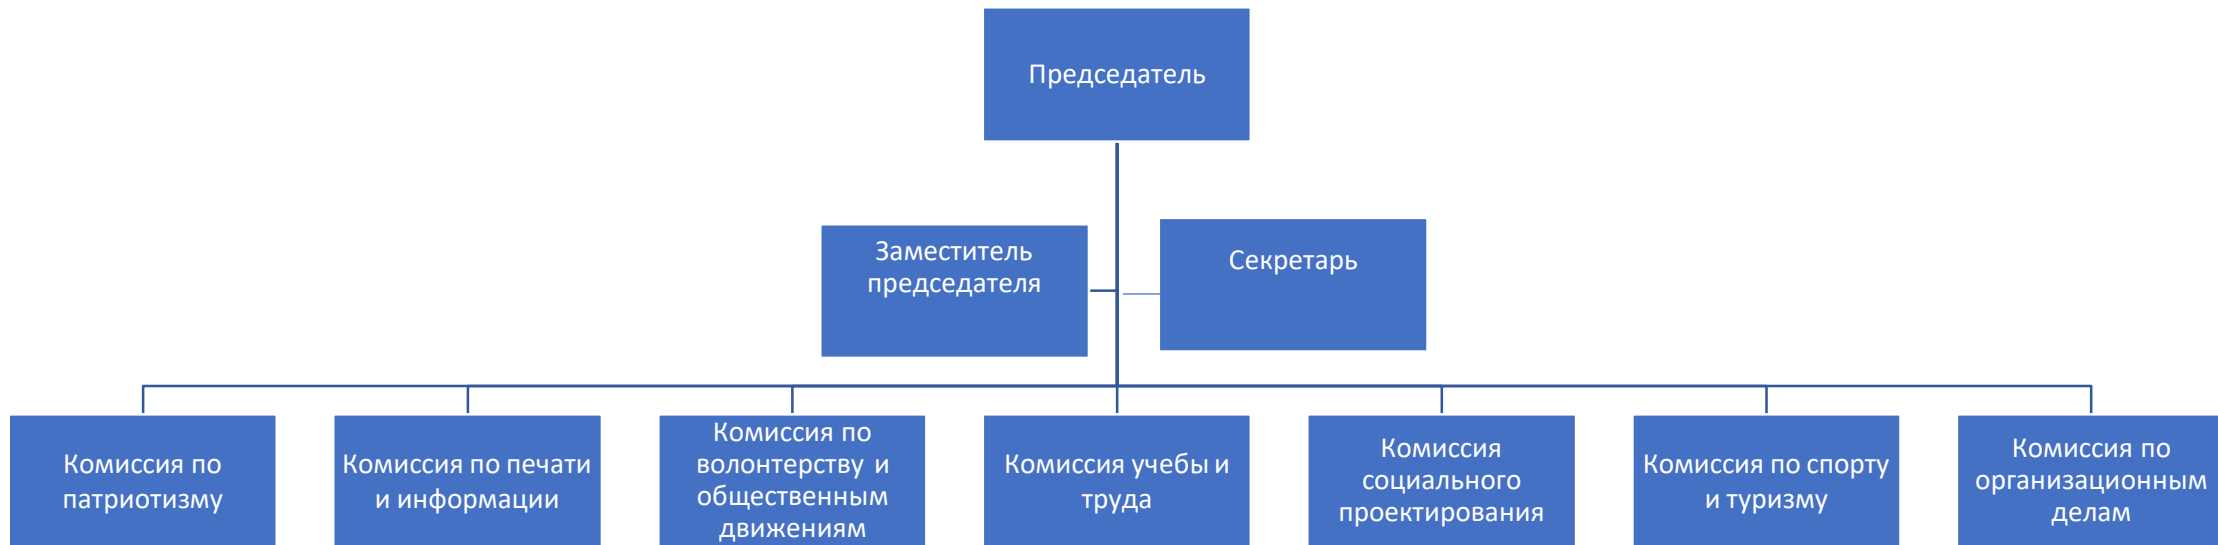 Председатель
Заместитель
председателя
Секретарь
Комиссия по
патриотизму
Комиссия по печати
и информации
Комиссия по
волонтерству и
общественным
движениям
Комиссия учебы и
труда
Комиссия
социального
проектирования
Комиссия по спорту
и туризму
Комиссия по
организационным
делам